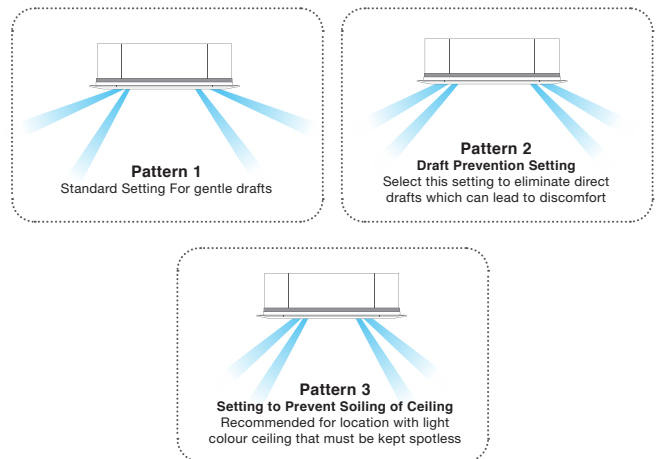 Pattern 1
Standard Setting For gentle drafts
Pattern 2
Draft Prevention Setting
Select this setting to eliminate direct
drafts which can lead to discomfort
Pattern 3
Setting to Prevent Soiling of Ceiling
Recommended for location with light
colour ceiling that must be kept spotless